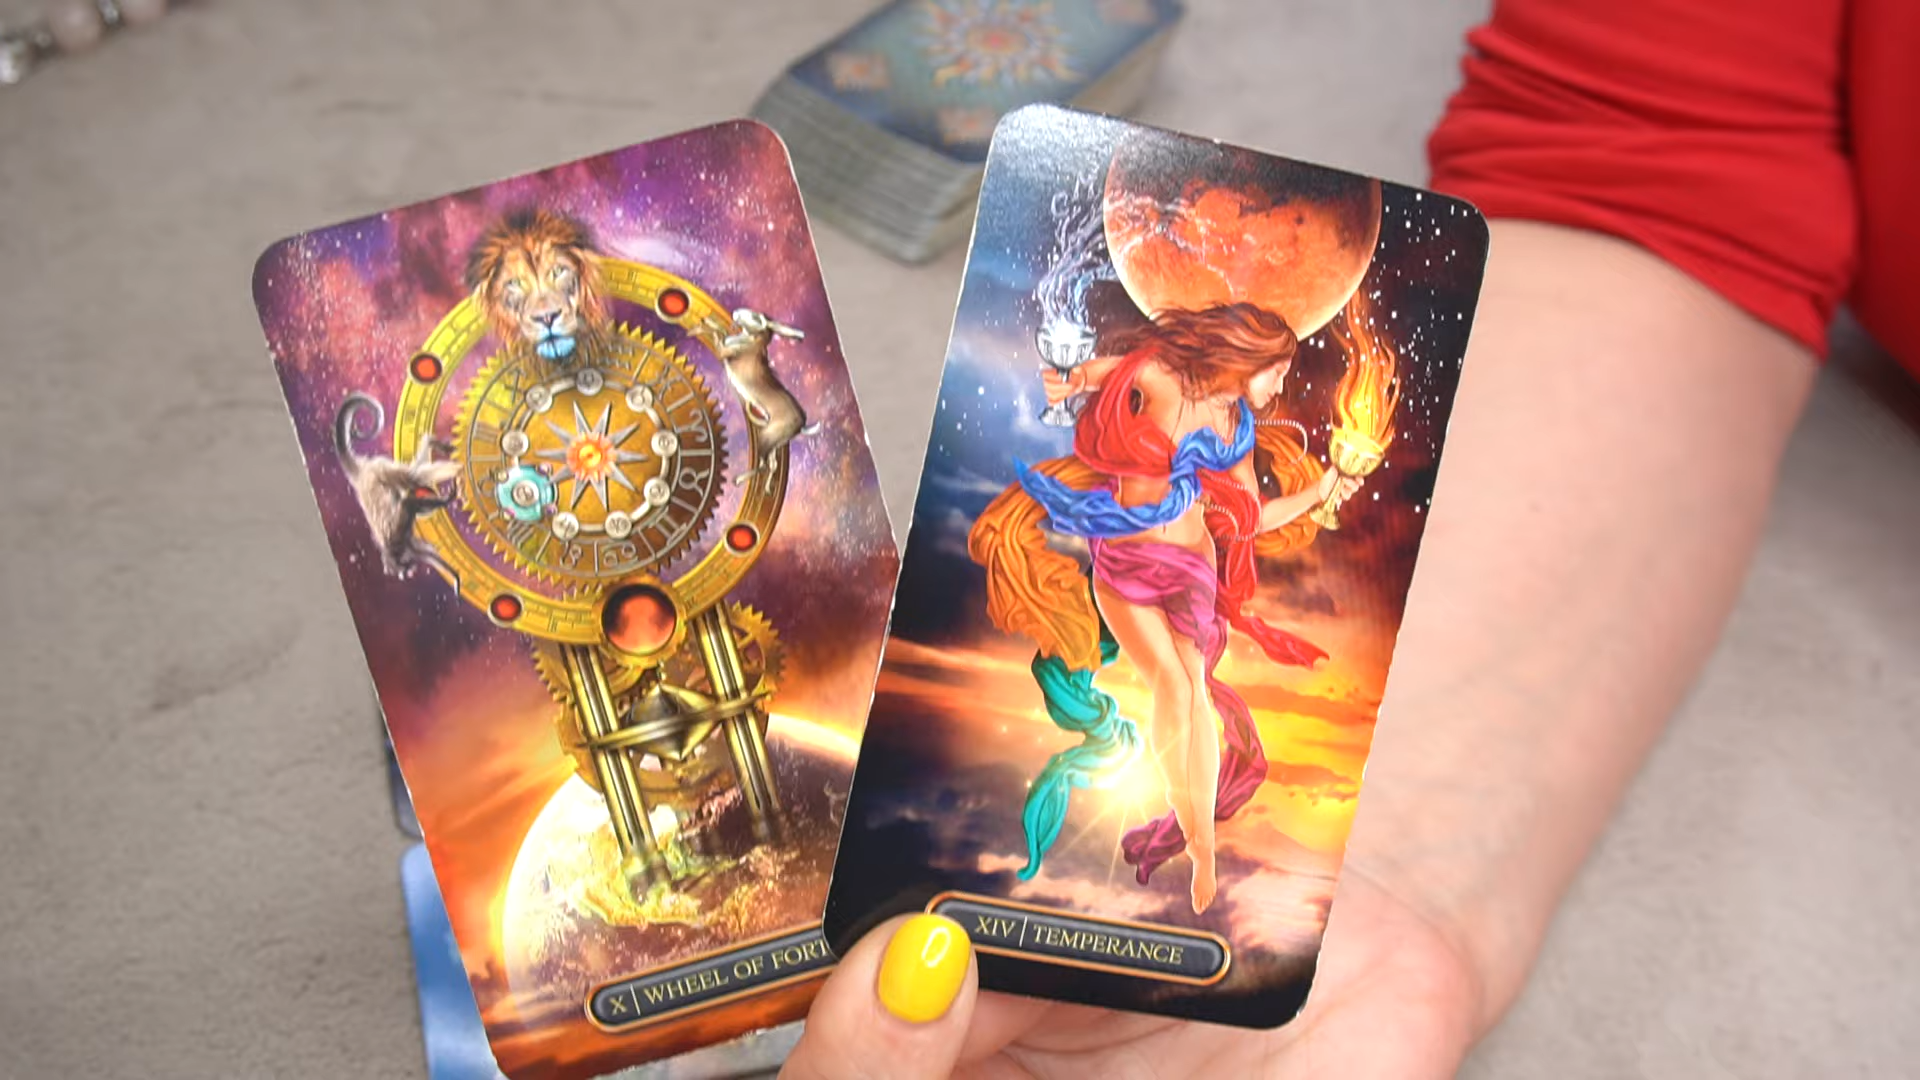 X | WHEEL OF FORT
XIV | TEMPERANCE